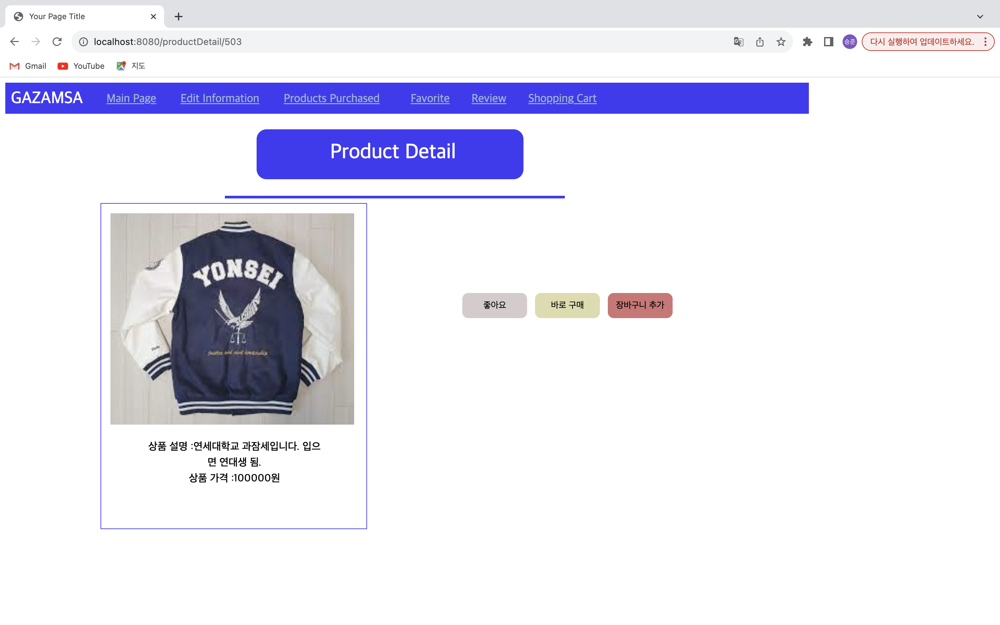 Your Page Title
localhost:8080/productDetail/503
승준
다시 실행하여 업데이트하세요.
Gmail YouTube 지도
GAZAMSA Main Page Edit Information Products Purchased Favorite Review Shopping Cart
Product Detail
YONSEI
좋아요 바로 구매 장바구니 추가
상품 설명 :연세대학교 과잠세입니다. 입으
면 연대생 됨.
상품 가격 :100000원